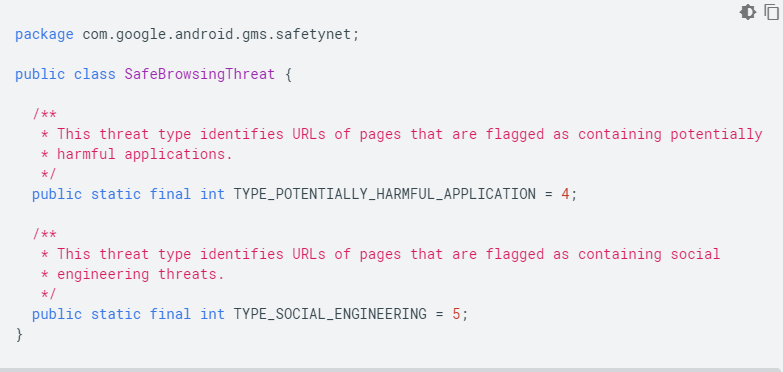 package com.google.android.gms.safetynet;
public class SafeBrowsingThreat {
/**
* This threat type identifies URLs of pages that are flagged as containing potentially
* harmful applications.
*/
public static final int TYPE_POTENTIALLY_HARMFUL_APPLICATION = 4;
/**
* This threat type identifies URLs of pages that are flagged as containing social
* engineering threats.
*/
public static final int TYPE_SOCIAL_ENGINEERING = 5;
}